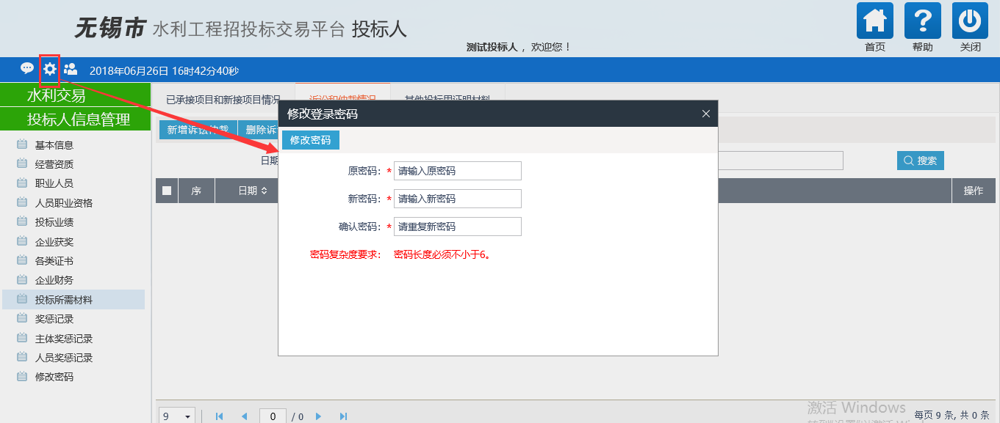 无锡市 水利工程招投标交易平台 投标人
测试投标人，欢迎您！
首页 帮助 关闭
2018年06月26日 16时42分40秒
水利交易
投标人信息管理
基本信息
经营资质
职业人员
人员职业资格
投标业绩
企业获奖
各类证书
企业财务
投标所需材料
奖惩记录
主体奖惩记录
人员奖惩记录
修改密码
已承接项目和新接项目情况 诉讼和仲裁情况 其他投标用证明材料
新增诉讼仲裁 删除诉
日期
搜索
序 日期 操作
修改登录密码
修改密码
原密码：* 请输入原密码
新密码：* 请输入新密码
确认密码：* 请重复新密码
密码复杂度要求： 密码长度必须不小于6。
9 0 / 0
激活 Windows
每页 9 条, 共 0 条